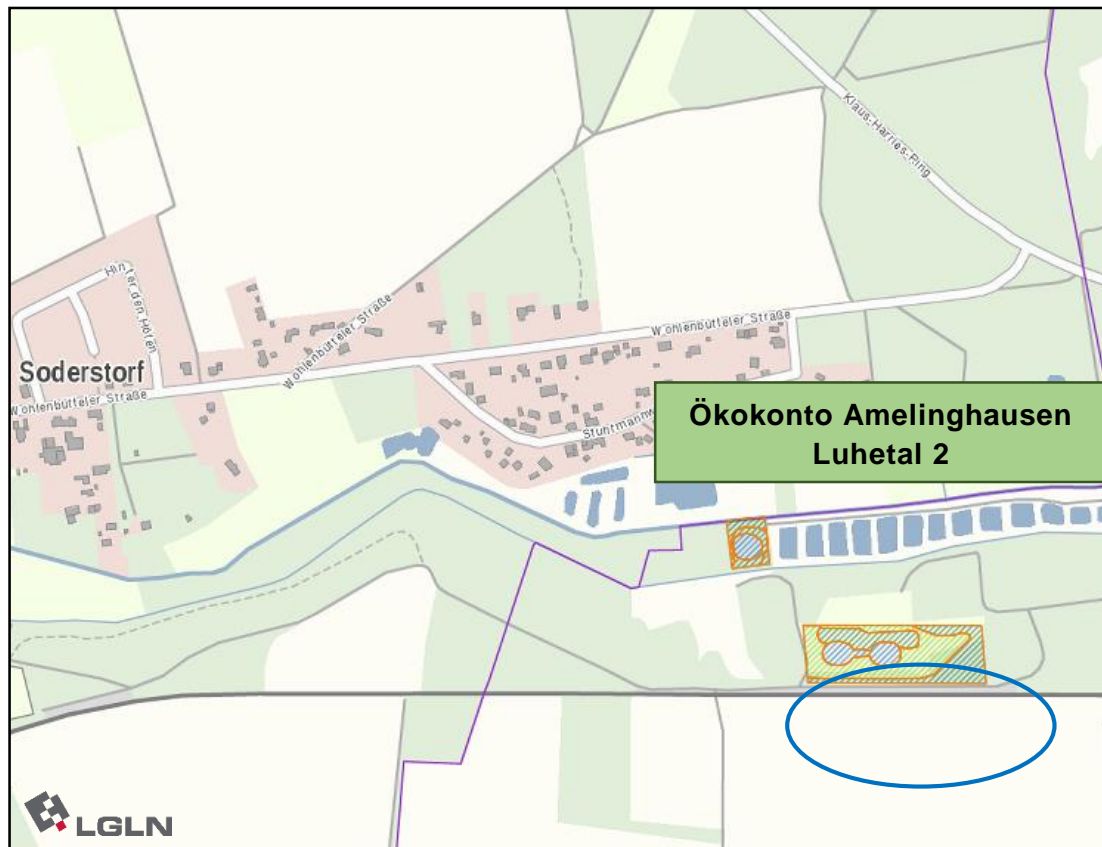 Klaus-Harries-Ring
Hinter den Höfen
Wohlenbütteler Straße
Wohlenbütteler Straße
Soderstorf
Wohlenbütteler Straße
Ökokonto Amelinghausen
Luhetal 2
LGLN